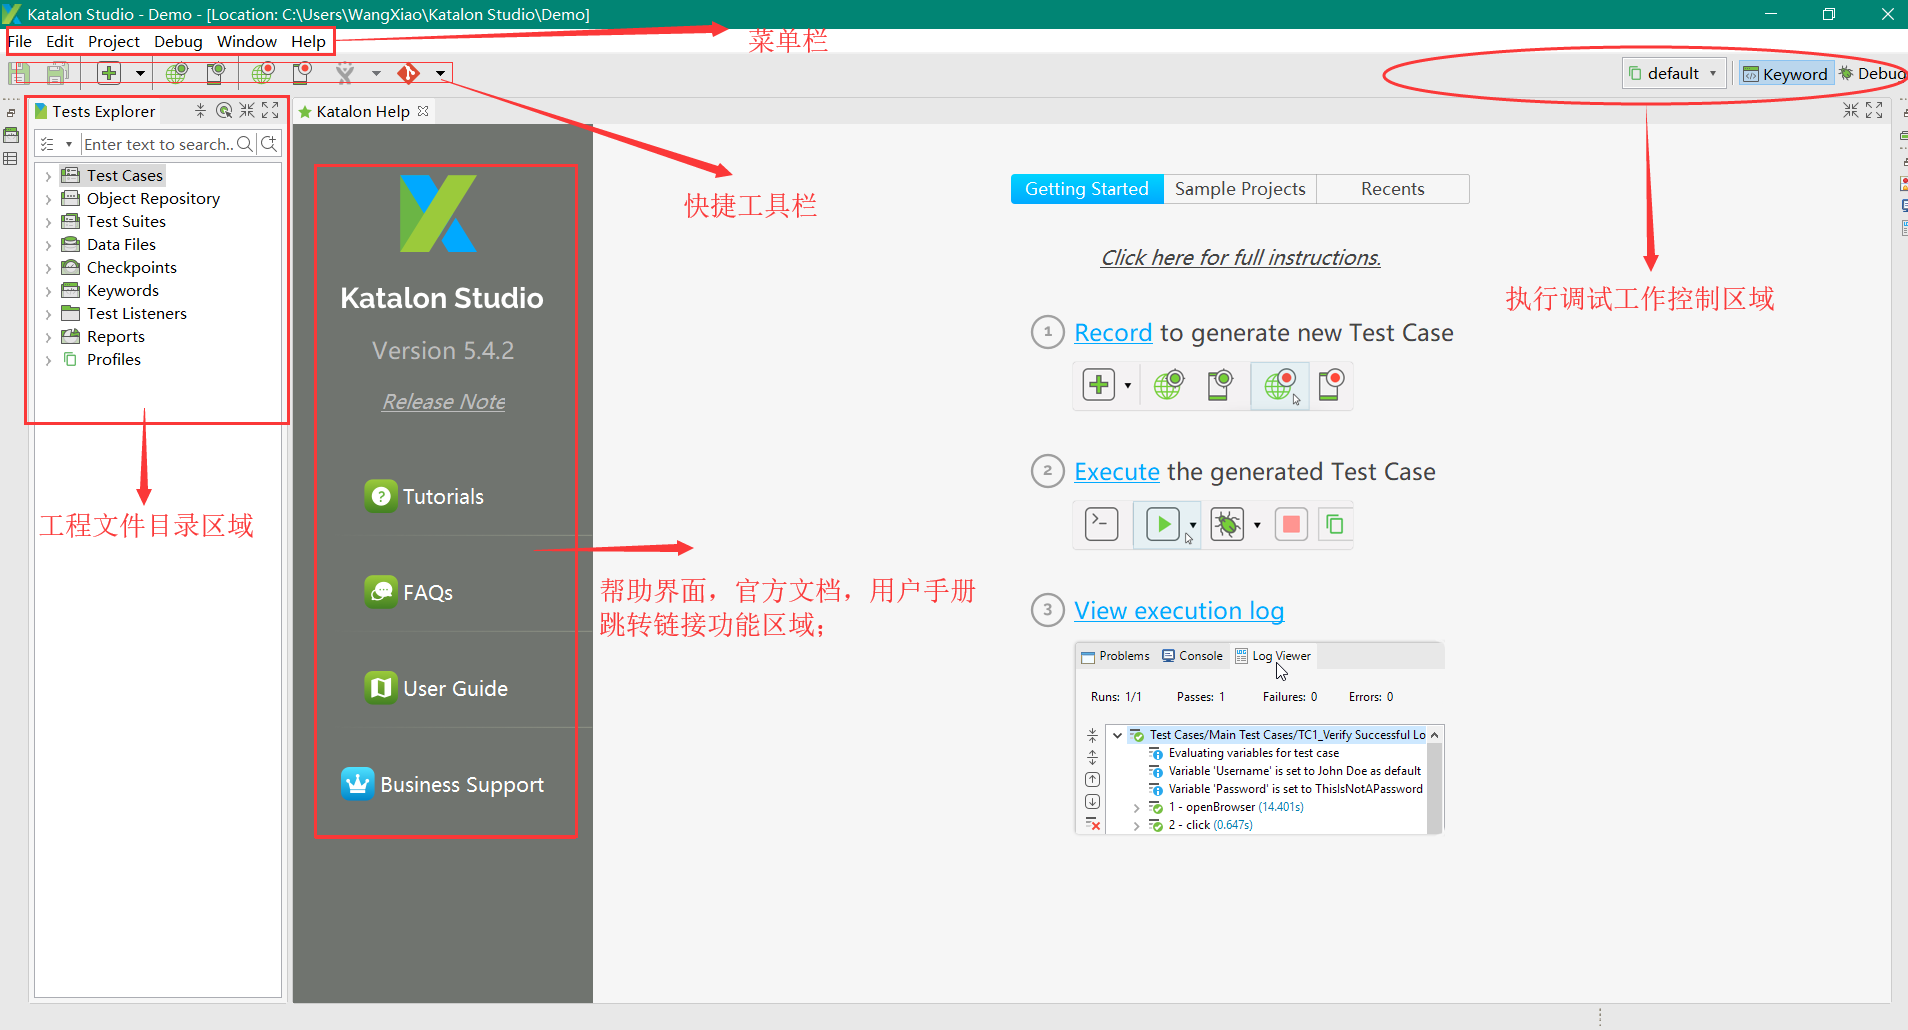 Katalon Studio - Demo - [Location: C:\Users\WangXiao\Katalon Studio\Demo]
File Edit Project Debug Window Help
菜单栏
default
Keyword
Debug
Tests Explorer
Katalon Help
Enter text to search...
Test Cases
Object Repository
Test Suites
Data Files
Checkpoints
Keywords
Test Listeners
Reports
Profiles
工程文件目录区域
快捷工具栏
执行调试工作控制区域
Katalon Studio
Version 5.4.2
Release Note
Tutorials
FAQs
User Guide
Business Support
帮助界面，官方文档，用户手册
跳转链接功能区域；
Getting Started Sample Projects Recents
Click here for full instructions.
1 Record to generate new Test Case
2 Execute the generated Test Case
3 View execution log
Problems Console Log Viewer
Runs: 1/1 Passes: 1 Failures: 0 Errors: 0
Test Cases/Main Test Cases/TC1_Verify Successful Lo
Evaluating variables for test case
Variable 'Username' is set to John Doe as default
Variable 'Password' is set to ThisIsNotAPassword
1 - openBrowser (14.401s)
2 - click (0.647s)